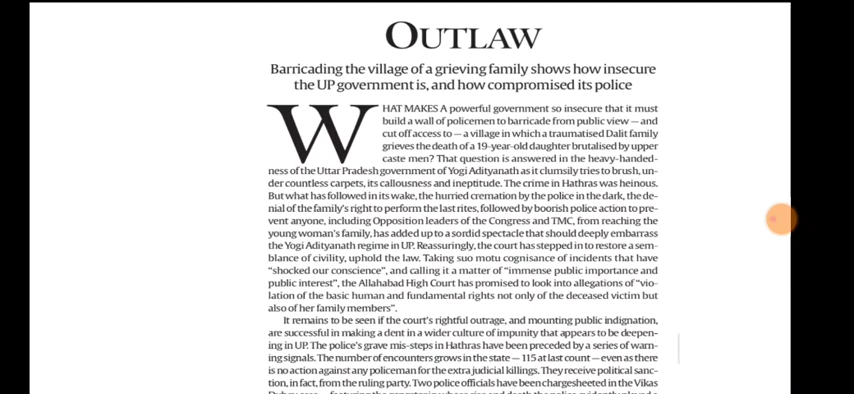 OUTLAW
Barricading the village of a grieving family shows how insecure
the UP government is, and how compromised its police
WHAT MAKES A powerful government so insecure that it must
build a wall of policemen to barricade from public view — and
cut off access to — a village in which a traumatised Dalit family
grieves the death of a 19-year-old daughter brutalised by upper
caste men? That question is answered in the heavy-handed-
ness of the Uttar Pradesh government of Yogi Adityanath as it clumsily tries to brush, un-
der countless carpets, its callousness and ineptitude. The crime in Hathras was heinous.
But what has followed in its wake, the hurried cremation by the police in the dark, the de-
nial of the family's right to perform the last rites, followed by boorish police action to pre-
vent anyone, including Opposition leaders of the Congress and TMC, from reaching the
young woman's family, has added up to a sordid spectacle that should deeply embarrass
the Yogi Adityanath regime in UP. Reassuringly, the court has stepped in to restore a sem-
blance of civility, uphold the law. Taking suo motu cognisance of incidents that have
"shocked our conscience", and calling it a matter of "immense public importance and
public interest", the Allahabad High Court has promised to look into allegations of "vio-
lation of the basic human and fundamental rights not only of the deceased victim but
also of her family members".
It remains to be seen if the court's rightful outrage, and mounting public indignation,
are successful in making a dent in a wider culture of impunity that appears to be deepen-
ing in UP. The police's grave mis-steps in Hathras have been preceded by a series of warn-
ing signals. The number of encounters grows in the state — 115 at last count — even as there
is no action against any policeman for the extra judicial killings. They receive political sanc-
tion, in fact, from the ruling party. Two police officials have been chargesheeted in the Vikas